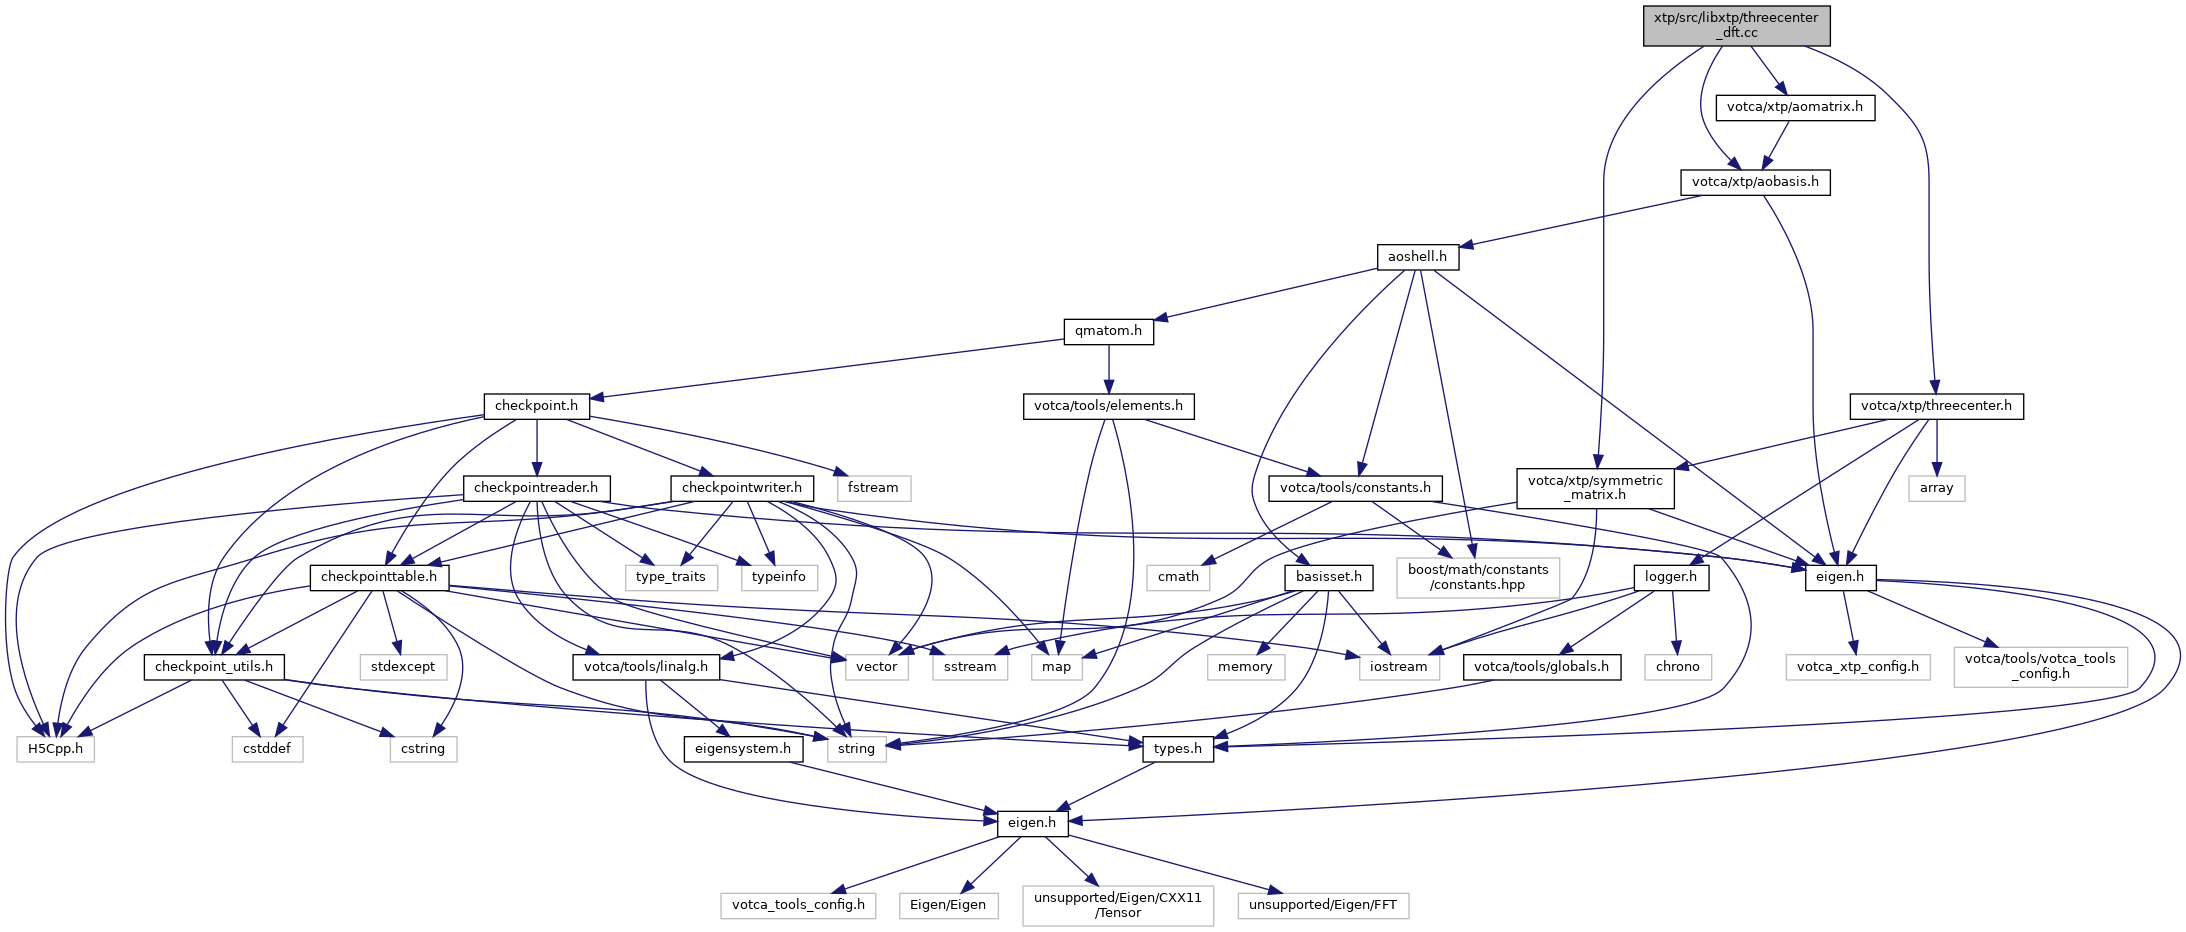 xtp/src/libxtp/threecenter
_dft.cc
votca/xtp/aomatrix.h
votca/xtp/aobasis.h
aoshell.h
qmatom.h
checkpoint.h
votca/tools/elements.h
votca/xtp/threecenter.h
checkpointreader.h
checkpointwriter.h
fstream
votca/tools/constants.h
votca/xtp/symmetric
_matrix.h
array
checkpointtable.h
type_traits
typeinfo
cmath
basisset.h
boost/math/constants
/constants.hpp
logger.h
eigen.h
checkpoint_utils.h
stdexcept
votca/tools/linalg.h
vector
sstream
map
memory
iostream
votca/tools/globals.h
chrono
votca_xtp_config.h
votca/tools/votca_tools
_config.h
H5Cpp.h
cstddef
cstring
eigensystem.h
string
types.h
eigen.h
votca_tools_config.h
Eigen/Eigen
unsupported/Eigen/CXX11
/Tensor
unsupported/Eigen/FFT